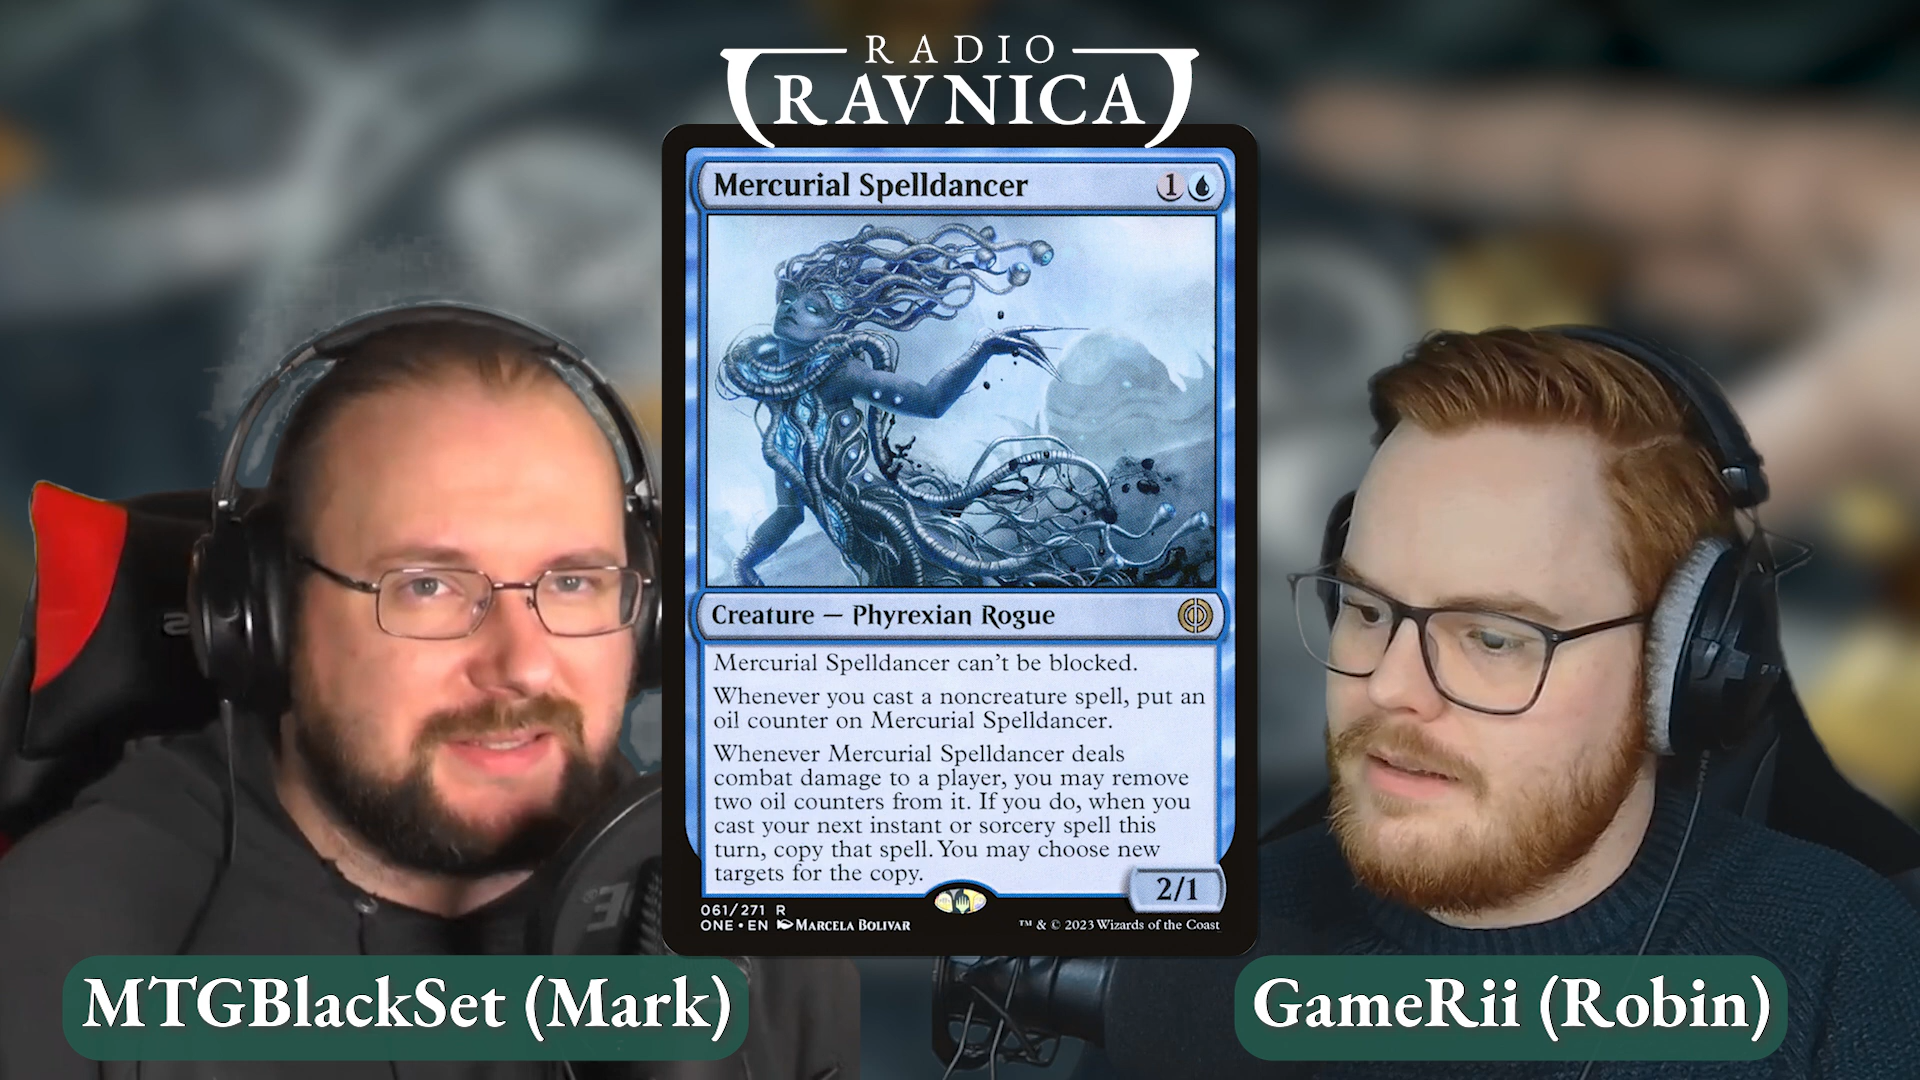 RADIO
RAVNICA
Mercurial Spelldancer 1
Creature — Phyrexian Rogue
Mercurial Spelldancer can't be blocked.
Whenever you cast a noncreature spell, put an
oil counter on Mercurial Spelldancer.
Whenever Mercurial Spelldancer deals
combat damage to a player, you may remove
two oil counters from it. If you do, when you
cast your next instant or sorcery spell this
turn, copy that spell. You may choose new
targets for the copy.
2/1
061/271 R
ONE • EN MARCELA BOLIVAR
™ & © 2023 Wizards of the Coast
MTGBlackSet (Mark)
GameRii (Robin)